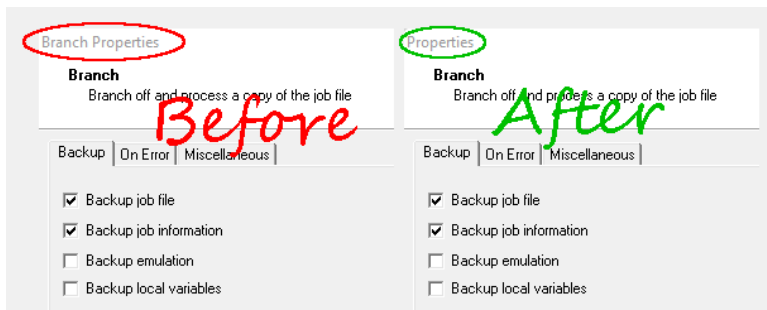 Branch Properties
Branch
Branch off and process a copy of the job file
Before
Backup On Error Miscellaneous
Backup job file
Backup job information
Backup emulation
Backup local variables
Properties
Branch
Branch off and process a copy of the job file
After
Backup On Error Miscellaneous
Backup job file
Backup job information
Backup emulation
Backup local variables